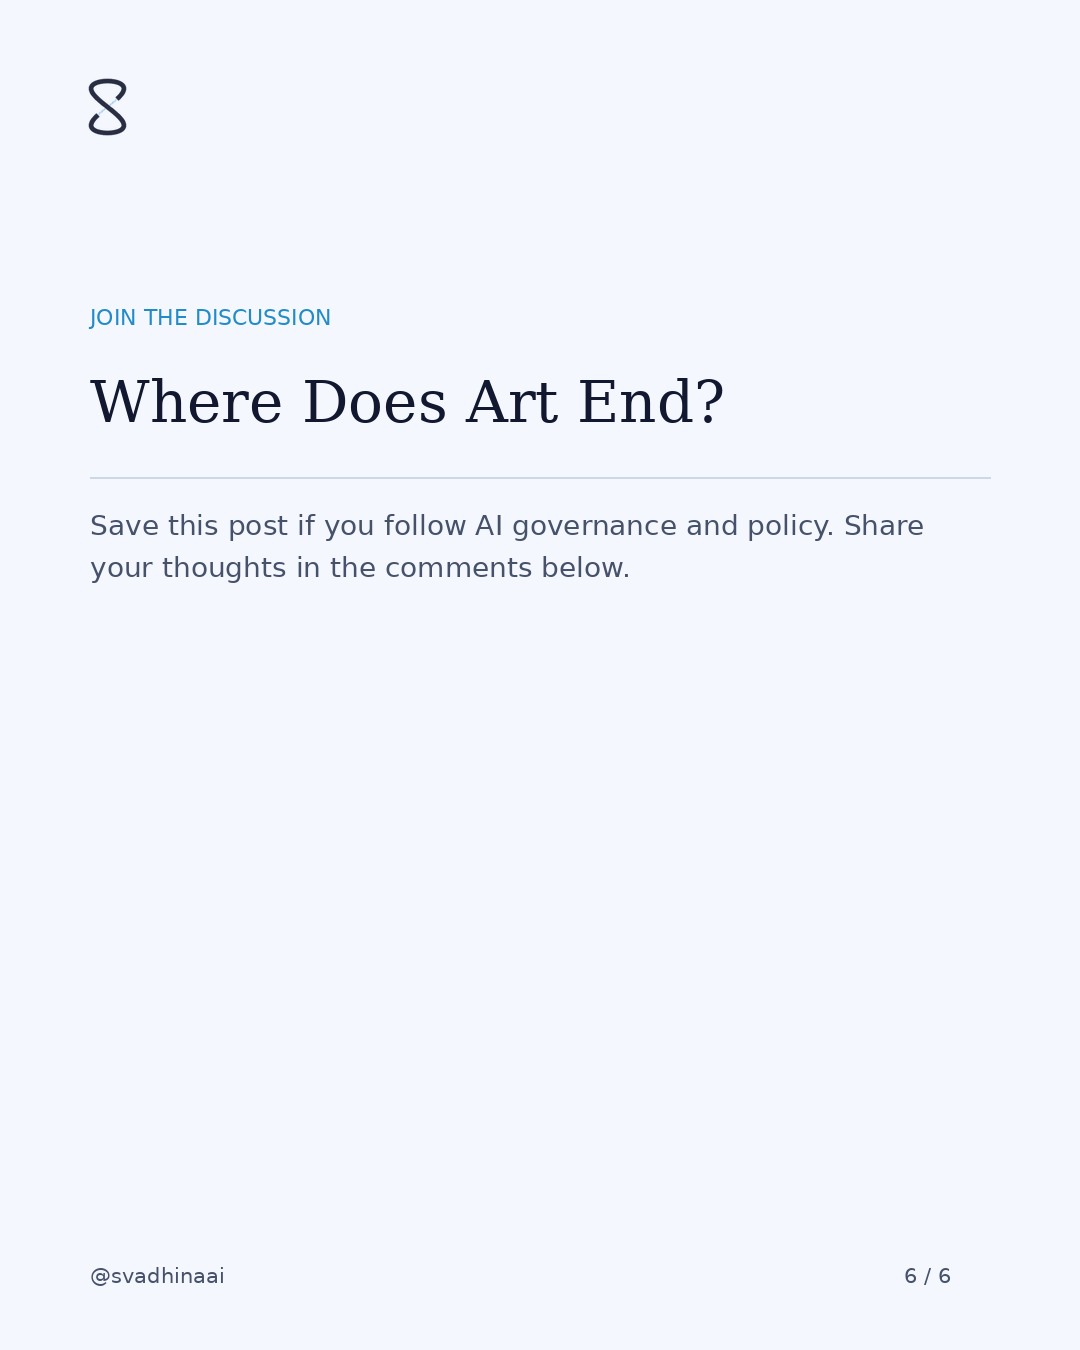 JOIN THE DISCUSSION
Where Does Art End?
Save this post if you follow AI governance and policy. Share
your thoughts in the comments below.
@svadhinaai
6 / 6